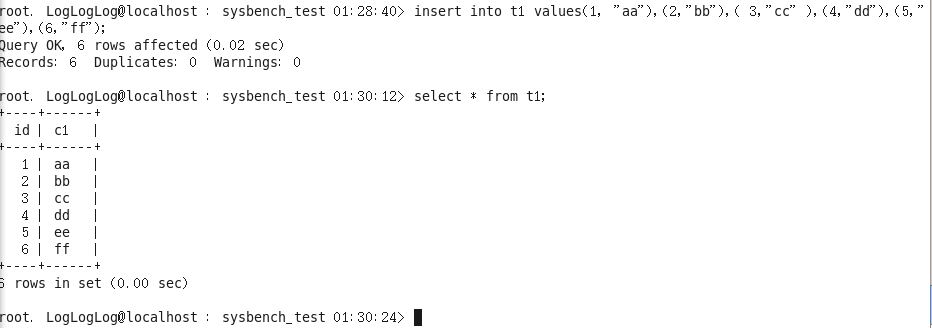 root. LogLogLog@localhost : sysbench_test 01:28:40> insert into t1 values(1, "aa"),(2,"bb"),( 3,"cc" ),(4,"dd"),(5,"
ee"),(6,"ff");
Query OK, 6 rows affected (0.02 sec)
Records: 6  Duplicates: 0  Warnings: 0
root. LogLogLog@localhost : sysbench_test 01:30:12> select * from t1;
+----+------+
id | c1   |
+----+------+
1 | aa   |
2 | bb   |
3 | cc   |
4 | dd   |
5 | ee   |
6 | ff   |
+----+------+
6 rows in set (0.00 sec)
root. LogLogLog@localhost : sysbench_test 01:30:24>